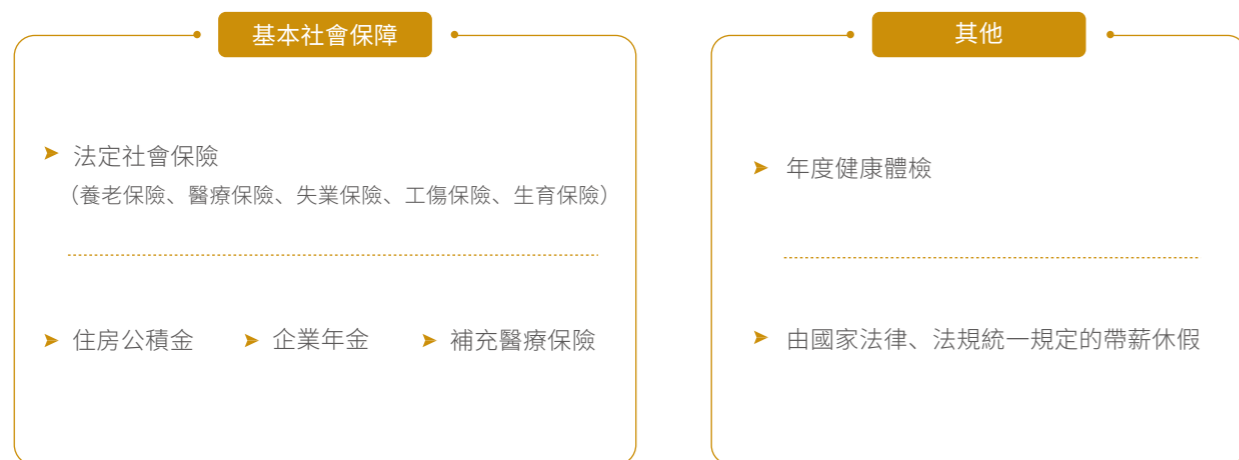 基本社會保障
法定社會保險
（養老保險、醫療保險、失業保險、工傷保險、生育保險）
住房公積金
企業年金
補充醫療保險
其他
年度健康體檢
由國家法律、法規統一規定的帶薪休假